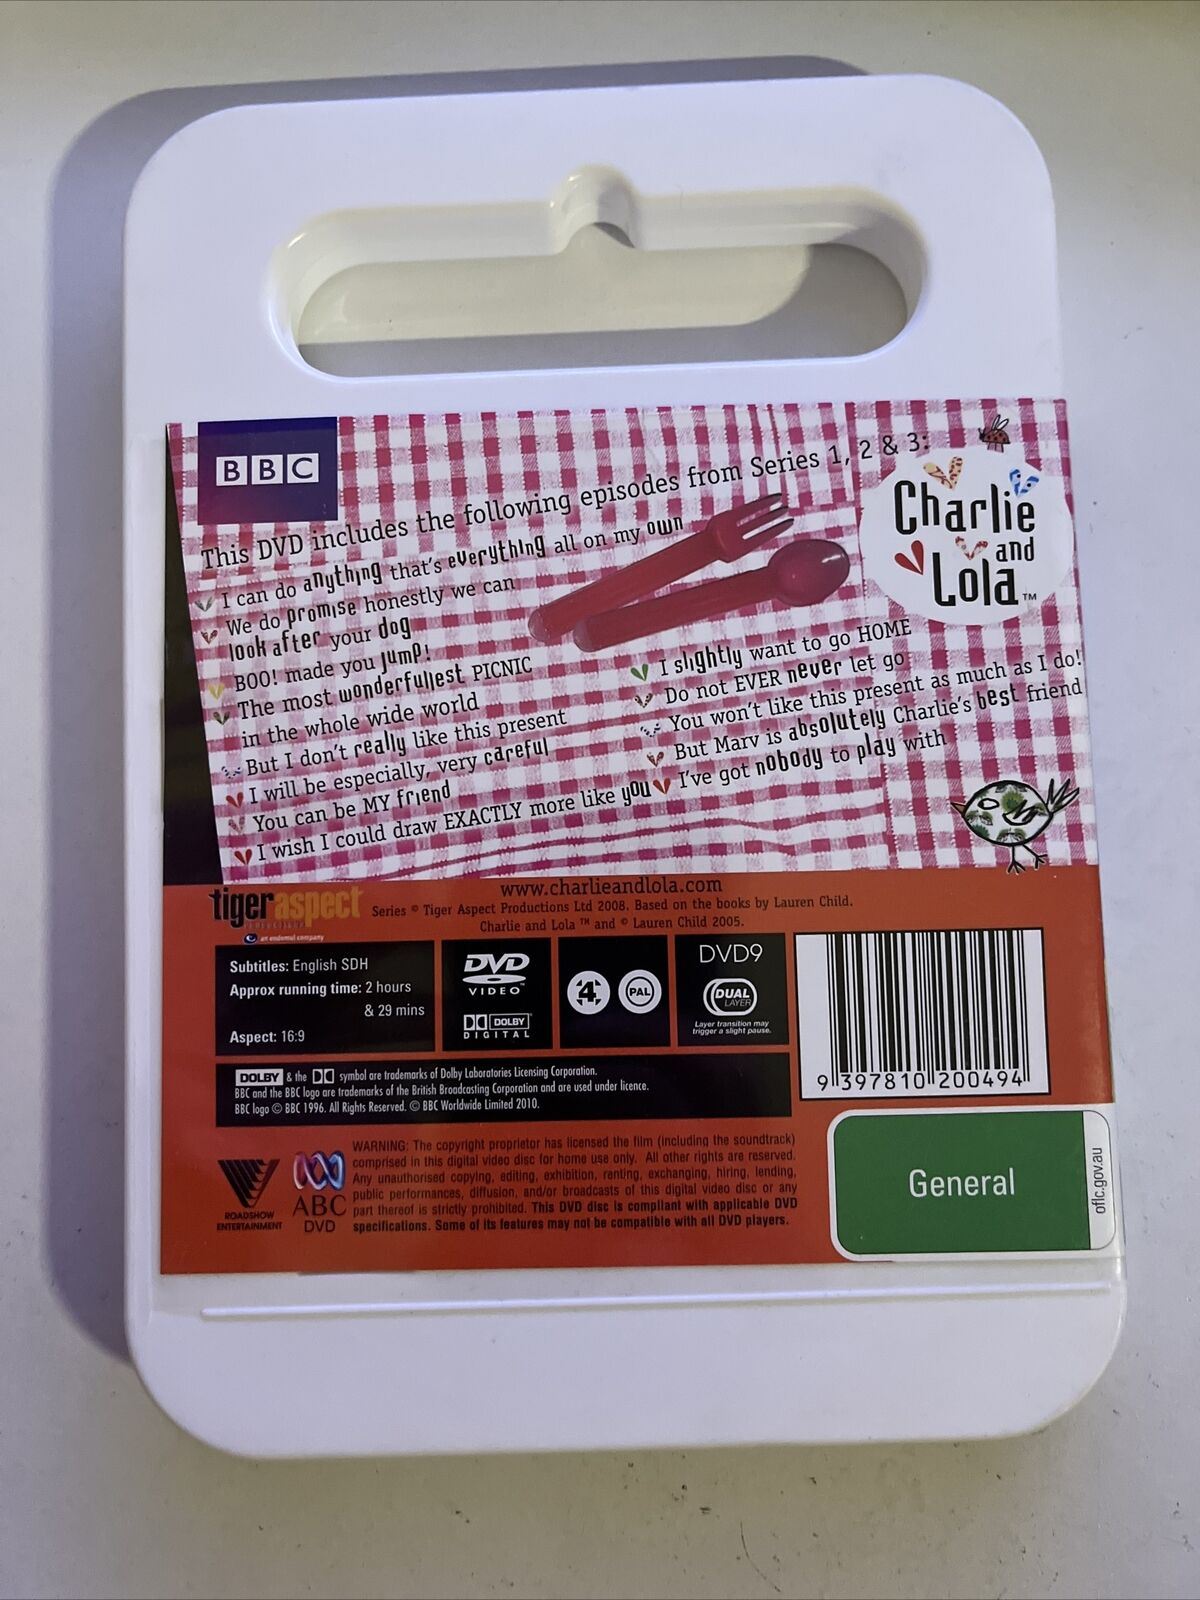 BBC
This DVD includes the following episodes from Series 1, 2 & 3:
I can do anything that's everything all on my own
We do promise honestly we can
look after your dog
BOO! made you jump!
The most wonderfullest PICNIC
in the whole wide world
But I don't really like this present
I will be especially, very careful
You can be MY friend
I wish I could draw EXACTLY more like you
I slightly want to go HOME
Do not EVER never let go
You won't like this present as much as I do!
But Marv is absolutely Charlie's best friend
I've got nobody to play with
Charlie
and
Lola™
tigeraspect
an endemol company
www.charlieandlola.com
Series © Tiger Aspect Productions Ltd 2008. Based on the books by Lauren Child.
Charlie and Lola ™ and © Lauren Child 2005.
Subtitles: English SDH
Approx running time: 2 hours
& 29 mins
Aspect: 16:9
DVD
VIDEO™
DOLBY
DIGITAL
4
PAL
DVD9
DUAL
LAYER
Layer transition may
trigger a slight pause.
9 397810 200494
DOLBY & the symbol are trademarks of Dolby Laboratories Licensing Corporation.
BBC and the BBC logo are trademarks of the British Broadcasting Corporation and are used under licence.
BBC logo © BBC 1996. All Rights Reserved. © BBC Worldwide Limited 2010.
ROADSHOW
ENTERTAINMENT
ABC
DVD
WARNING: The copyright proprietor has licensed the film (including the soundtrack)
comprised in this digital video disc for home use only. All other rights are reserved.
Any unauthorised copying, editing, exhibition, renting, exchanging, hiring, lending,
public performances, diffusion, and/or broadcasts of this digital video disc or any
part thereof is strictly prohibited. This DVD disc is compliant with applicable DVD
specifications. Some of its features may not be compatible with all DVD players.
General
oflc.gov.au